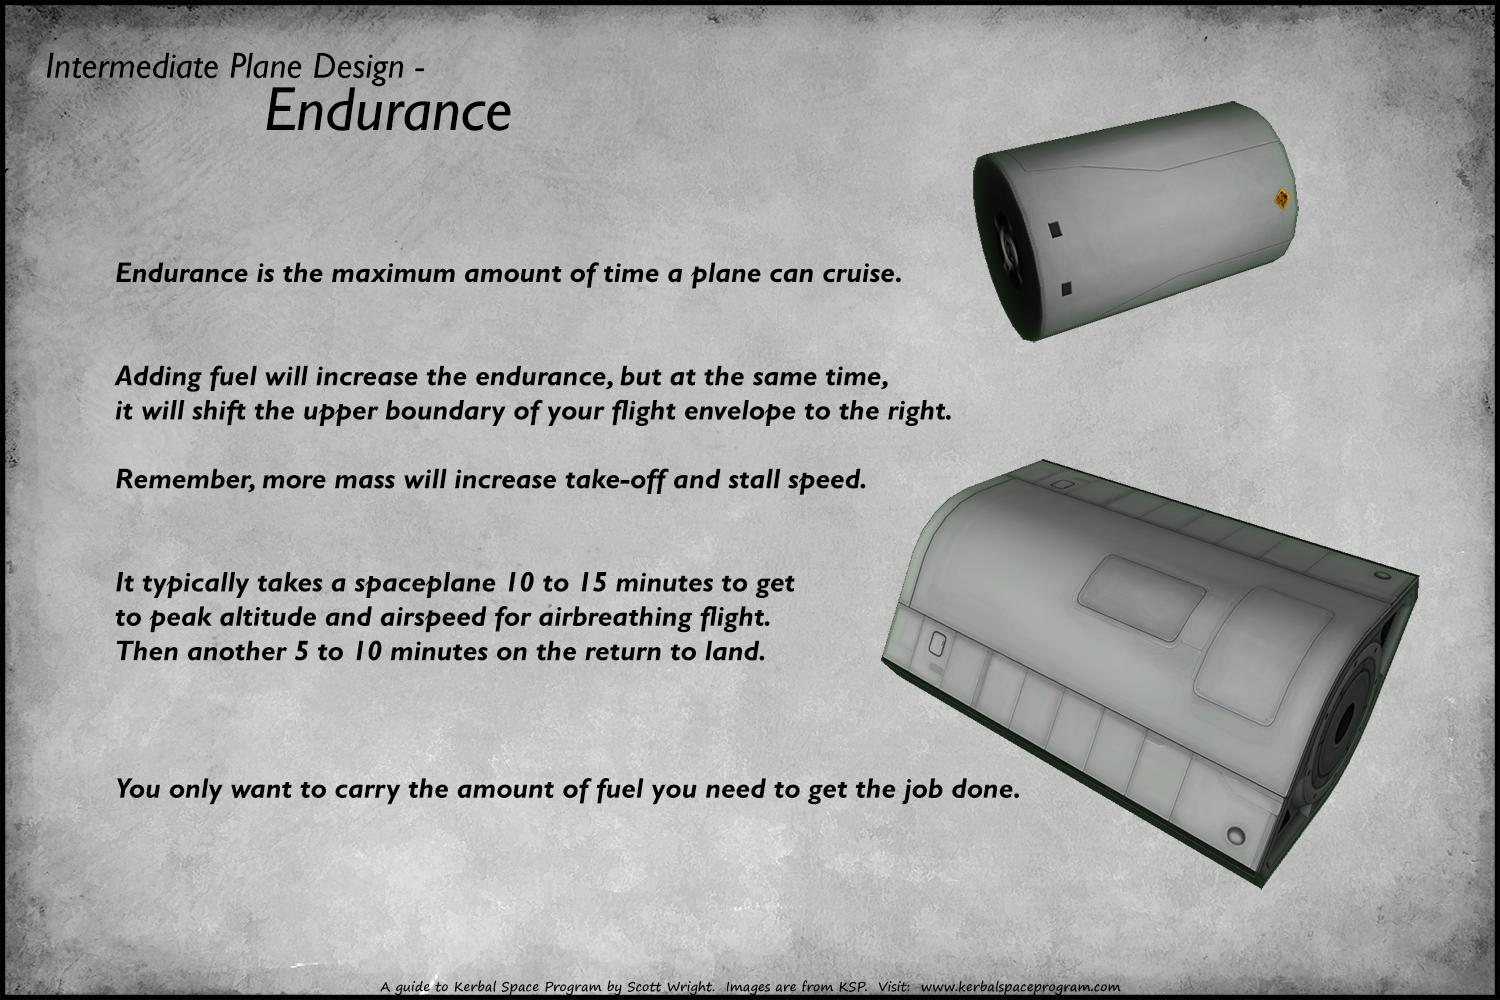 Intermediate Plane Design -
Endurance
Endurance is the maximum amount of time a plane can cruise.
Adding fuel will increase the endurance, but at the same time,
it will shift the upper boundary of your flight envelope to the right.
Remember, more mass will increase take-off and stall speed.
It typically takes a spaceplane 10 to 15 minutes to get
to peak altitude and airspeed for airbreathing flight.
Then another 5 to 10 minutes on the return to land.
You only want to carry the amount of fuel you need to get the job done.
A guide to Kerbal Space Program by Scott Wright. Images are from KSP. Visit: www.kerbalspaceprogram.com